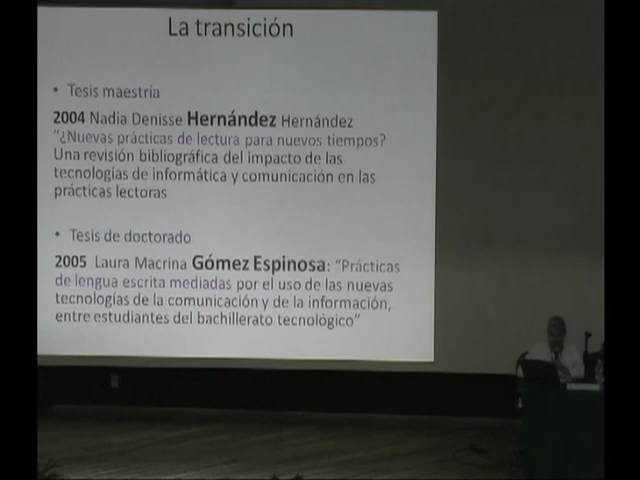 La transición
• Tesis maestría
2004 Nadia Denisse Hernández Hernández
“¿Nuevas prácticas de lectura para nuevos tiempos?
Una revisión bibliográfica del impacto de las
tecnologías de informática y comunicación en las
prácticas lectoras
• Tesis de doctorado
2005 Laura Macrina Gómez Espinosa: “Prácticas
de lengua escrita mediadas por el uso de las nuevas
tecnologías de la comunicación y de la información,
entre estudiantes del bachillerato tecnológico”